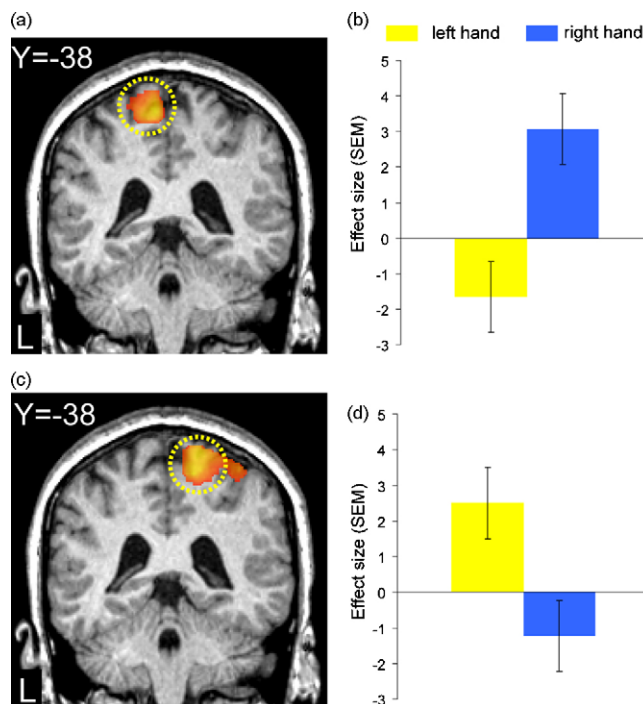 (a)
Y=-38
L
(b)
left hand
right hand
Effect size (SEM)
5
4
3
2
1
0
-1
-2
-3
(c)
Y=-38
L
(d)
Effect size (SEM)
5
4
3
2
1
0
-1
-2
-3